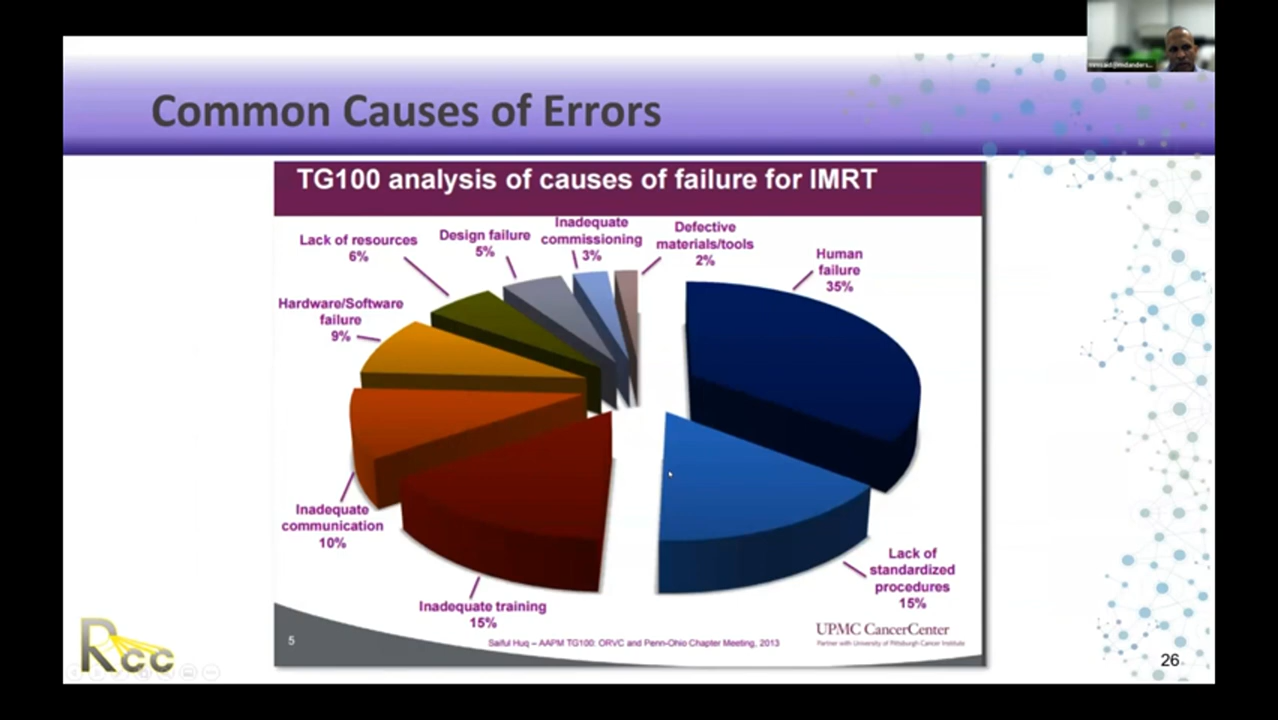 Common Causes of Errors
TG100 analysis of causes of failure for IMRT
Lack of resources
6%
Design failure
5%
Inadequate
commissioning
3%
Defective
materials/tools
2%
Human
failure
35%
Hardware/Software
failure
9%
Inadequate
communication
10%
Inadequate training
15%
Lack of
standardized
procedures
15%
5
Saiful Huq – AAPM TG100: ORVC and Penn-Ohio Chapter Meeting, 2013
UPMC CancerCenter
Partner with University of Pittsburgh Cancer Institute
Rcc
26